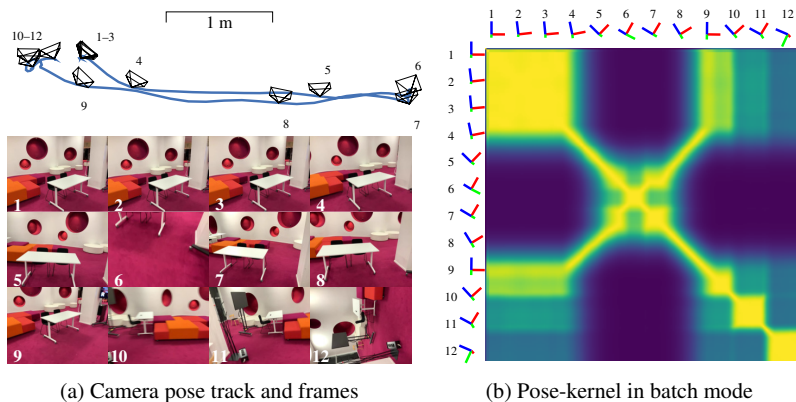 1 m
10–12
1–3
4
5
6
9
8
7
1 2 3 4
5 6 7 8
9 10 11 12
(a) Camera pose track and frames
1 2 3 4 5 6 7 8 9 10 11 12
1
2
3
4
5
6
7
8
9
10
11
12
(b) Pose-kernel in batch mode